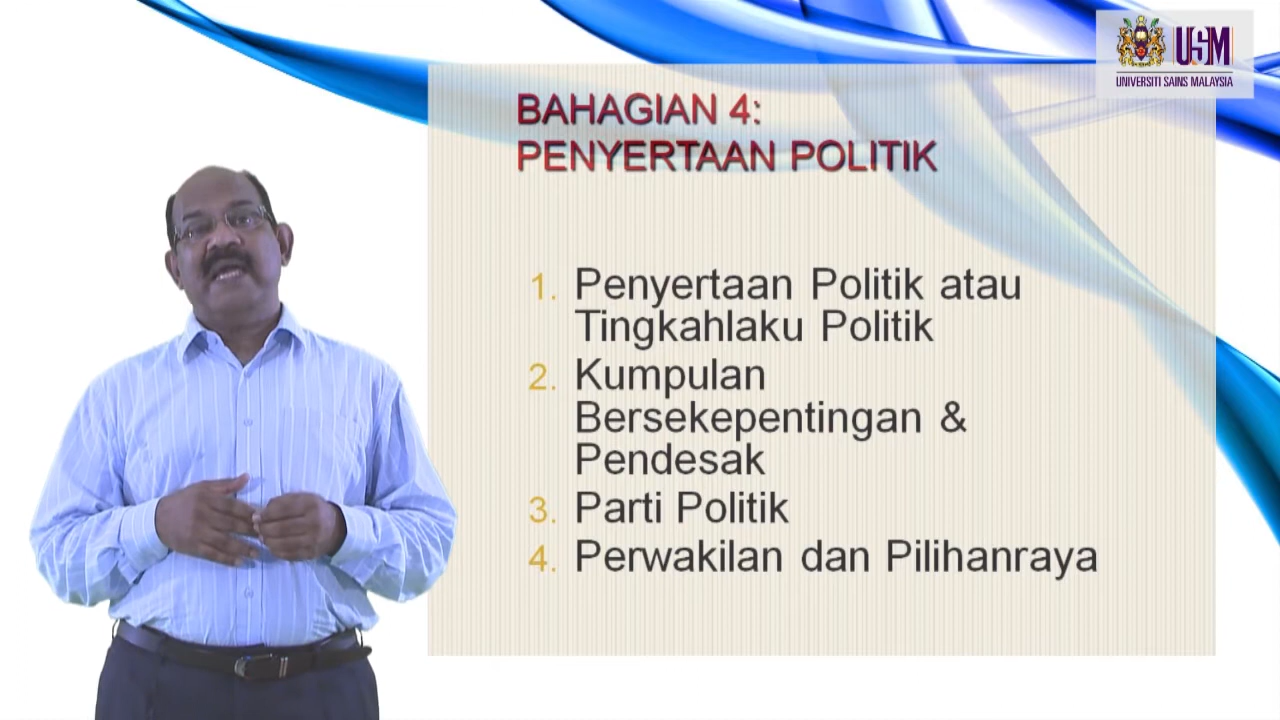 USM
UNIVERSITI SAINS MALAYSIA
BAHAGIAN 4:
PENYERTAAN POLITIK
1. Penyertaan Politik atau
Tingkahlaku Politik
2. Kumpulan
Bersekepentingan &
Pendesak
3. Parti Politik
4. Perwakilan dan Pilihanraya